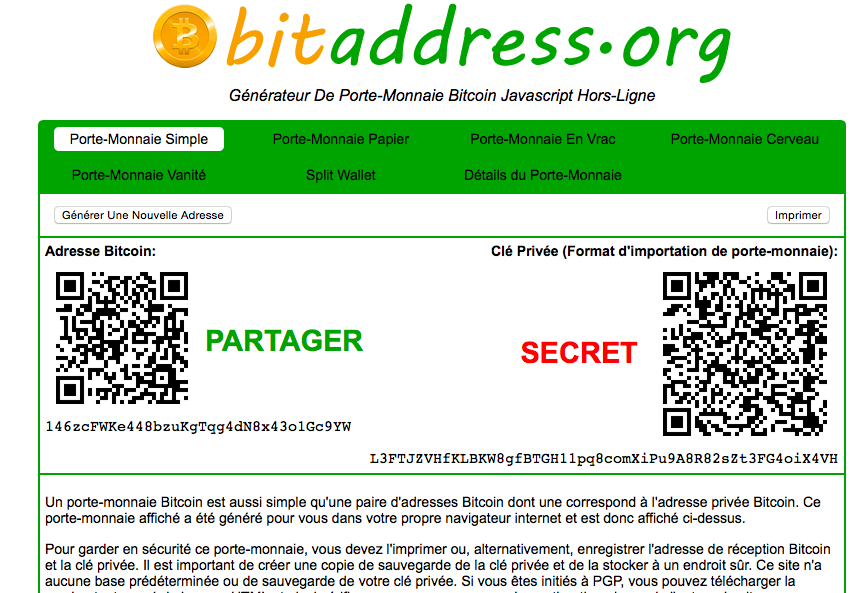 bitaddress.org
Générateur De Porte-Monnaie Bitcoin Javascript Hors-Ligne
Porte-Monnaie Simple Porte-Monnaie Papier Porte-Monnaie En Vrac Porte-Monnaie Cerveau
Porte-Monnaie Vanité Split Wallet Détails du Porte-Monnaie
Générer Une Nouvelle Adresse Imprimer
Adresse Bitcoin: Clé Privée (Format d'importation de porte-monnaie):
PARTAGER
SECRET
146zcFWKe448bzuKgTqg4dN8x43o1Gc9YW
L3FTJZVHfKLBKW8gfBTGH11pq8comXiPu9A8R82sZt3FG4oiX4VH
Un porte-monnaie Bitcoin est aussi simple qu'une paire d'adresses Bitcoin dont une correspond à l'adresse privée Bitcoin. Ce
porte-monnaie affiché a été généré pour vous dans votre propre navigateur internet et est donc affiché ci-dessus.
Pour garder en sécurité ce porte-monnaie, vous devez l'imprimer ou, alternativement, enregistrer l'adresse de réception Bitcoin
et la clé privée. Il est important de créer une copie de sauvegarde de la clé privée et de la stocker à un endroit sûr. Ce site n'a
aucune base prédéterminée ou de sauvegarde de votre clé privée. Si vous êtes initiés à PGP, vous pouvez télécharger la